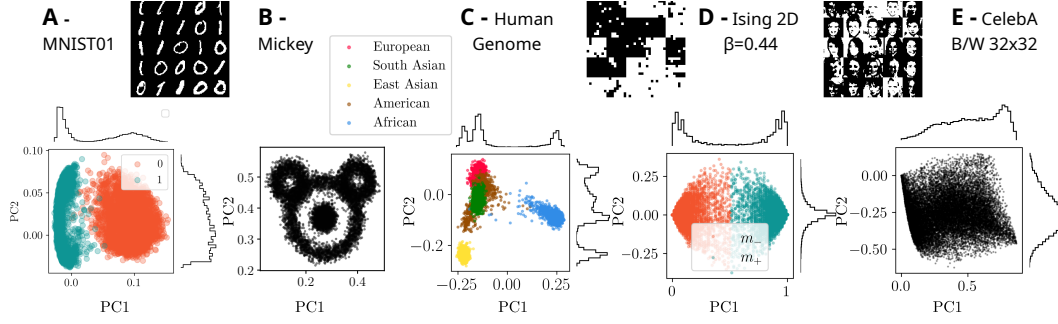 A -
MNIST01
0.10
0.05
0.00
PC2
0
1
0.0
0.1
PC1
B -
Mickey
0.5
0.4
0.3
0.2
PC2
0.2
0.4
PC1
European
South Asian
East Asian
American
African
C - Human
Genome
0.0
−0.2
PC2
−0.25
0.00
0.25
PC1
D - Ising 2D
β=0.44
0.25
0.00
−0.25
PC2
m₋
m₊
0
1
PC1
E - CelebA
B/W 32x32
0.00
−0.25
−0.50
PC2
0.0
0.5
PC1